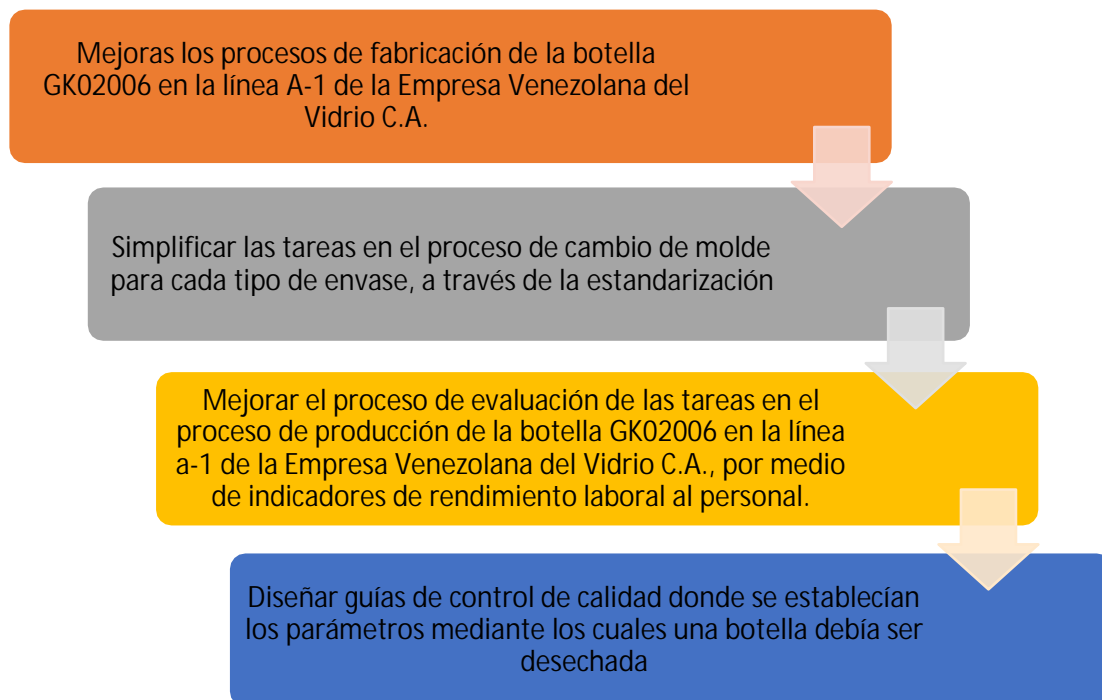 Mejoras los procesos de fabricación de la botella
GK02006 en la línea A-1 de la Empresa Venezolana del
Vidrio C.A.
Simplificar las tareas en el proceso de cambio de molde
para cada tipo de envase, a través de la estandarización
Mejorar el proceso de evaluación de las tareas en el
proceso de producción de la botella GK02006 en la línea
a-1 de la Empresa Venezolana del Vidrio C.A., por medio
de indicadores de rendimiento laboral al personal.
Diseñar guías de control de calidad donde se establecían
los parámetros mediante los cuales una botella debía ser
desechada